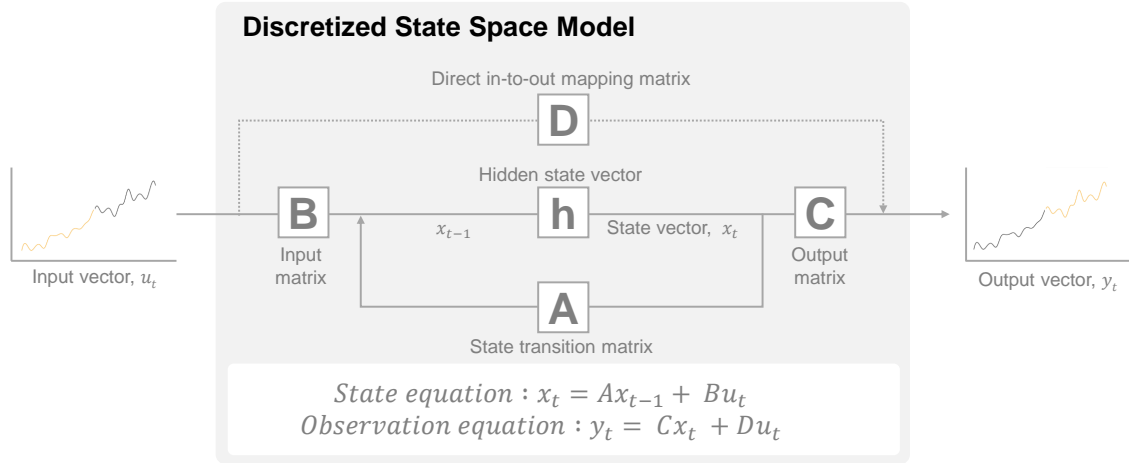 Discretized State Space Model
Direct in-to-out mapping matrix
D
Hidden state vector
B
h
C
x_{t-1}
State vector, x_t
Input
matrix
Output
matrix
Input vector, u_t
Output vector, y_t
A
State transition matrix
State equation : x_t = Ax_{t-1} + Bu_t
Observation equation : y_t = Cx_t + Du_t